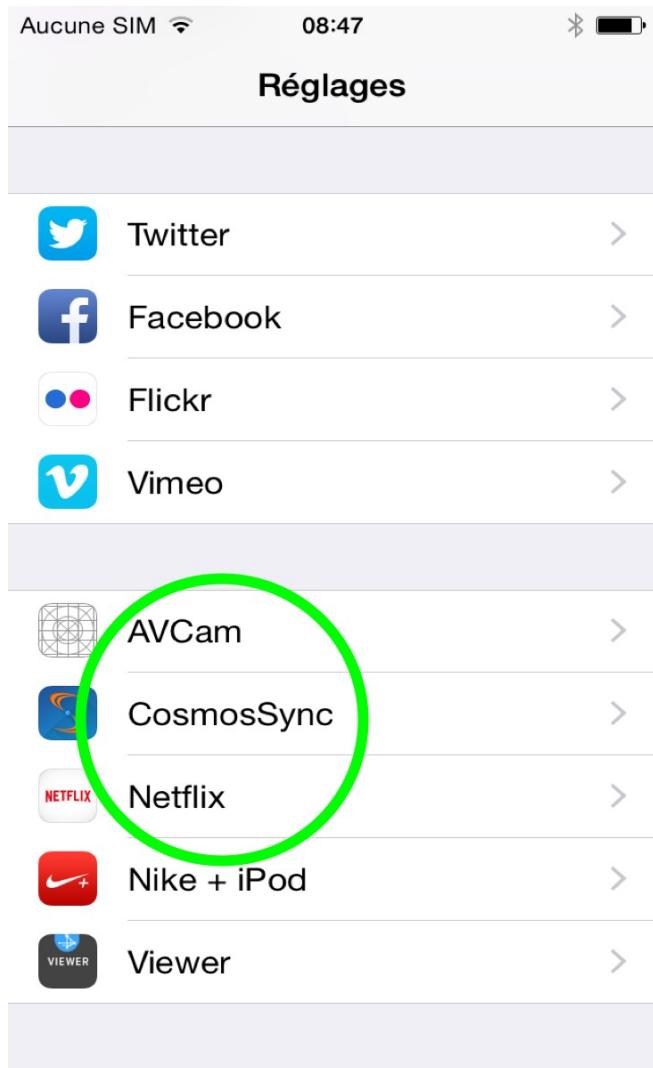 Aucune SIM 08:47
Réglages
Twitter
Facebook
Flickr
Vimeo
AVCam
CosmosSync
NETFLIX Netflix
Nike + iPod
VIEWER Viewer